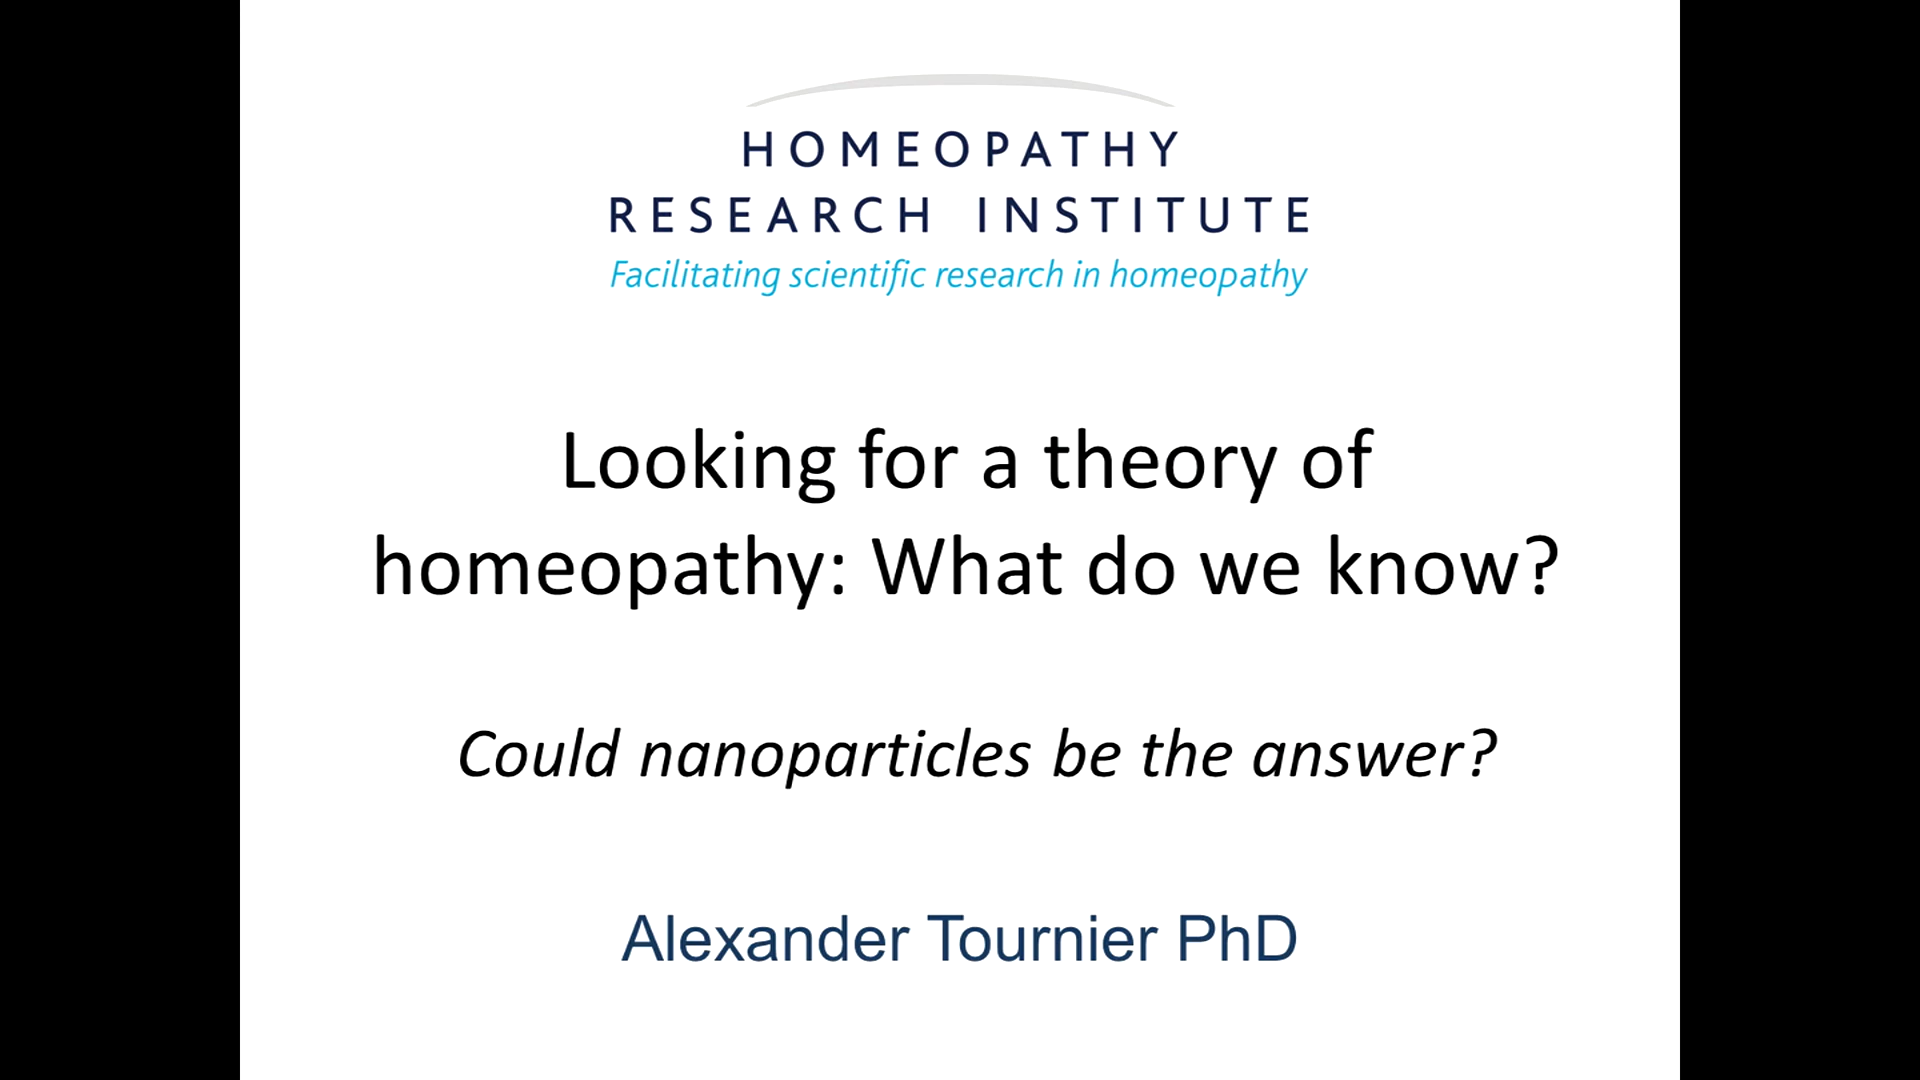 HOMEOPATHY
RESEARCH INSTITUTE
Facilitating scientific research in homeopathy
Looking for a theory of
homeopathy: What do we know?
Could nanoparticles be the answer?
Alexander Tournier PhD